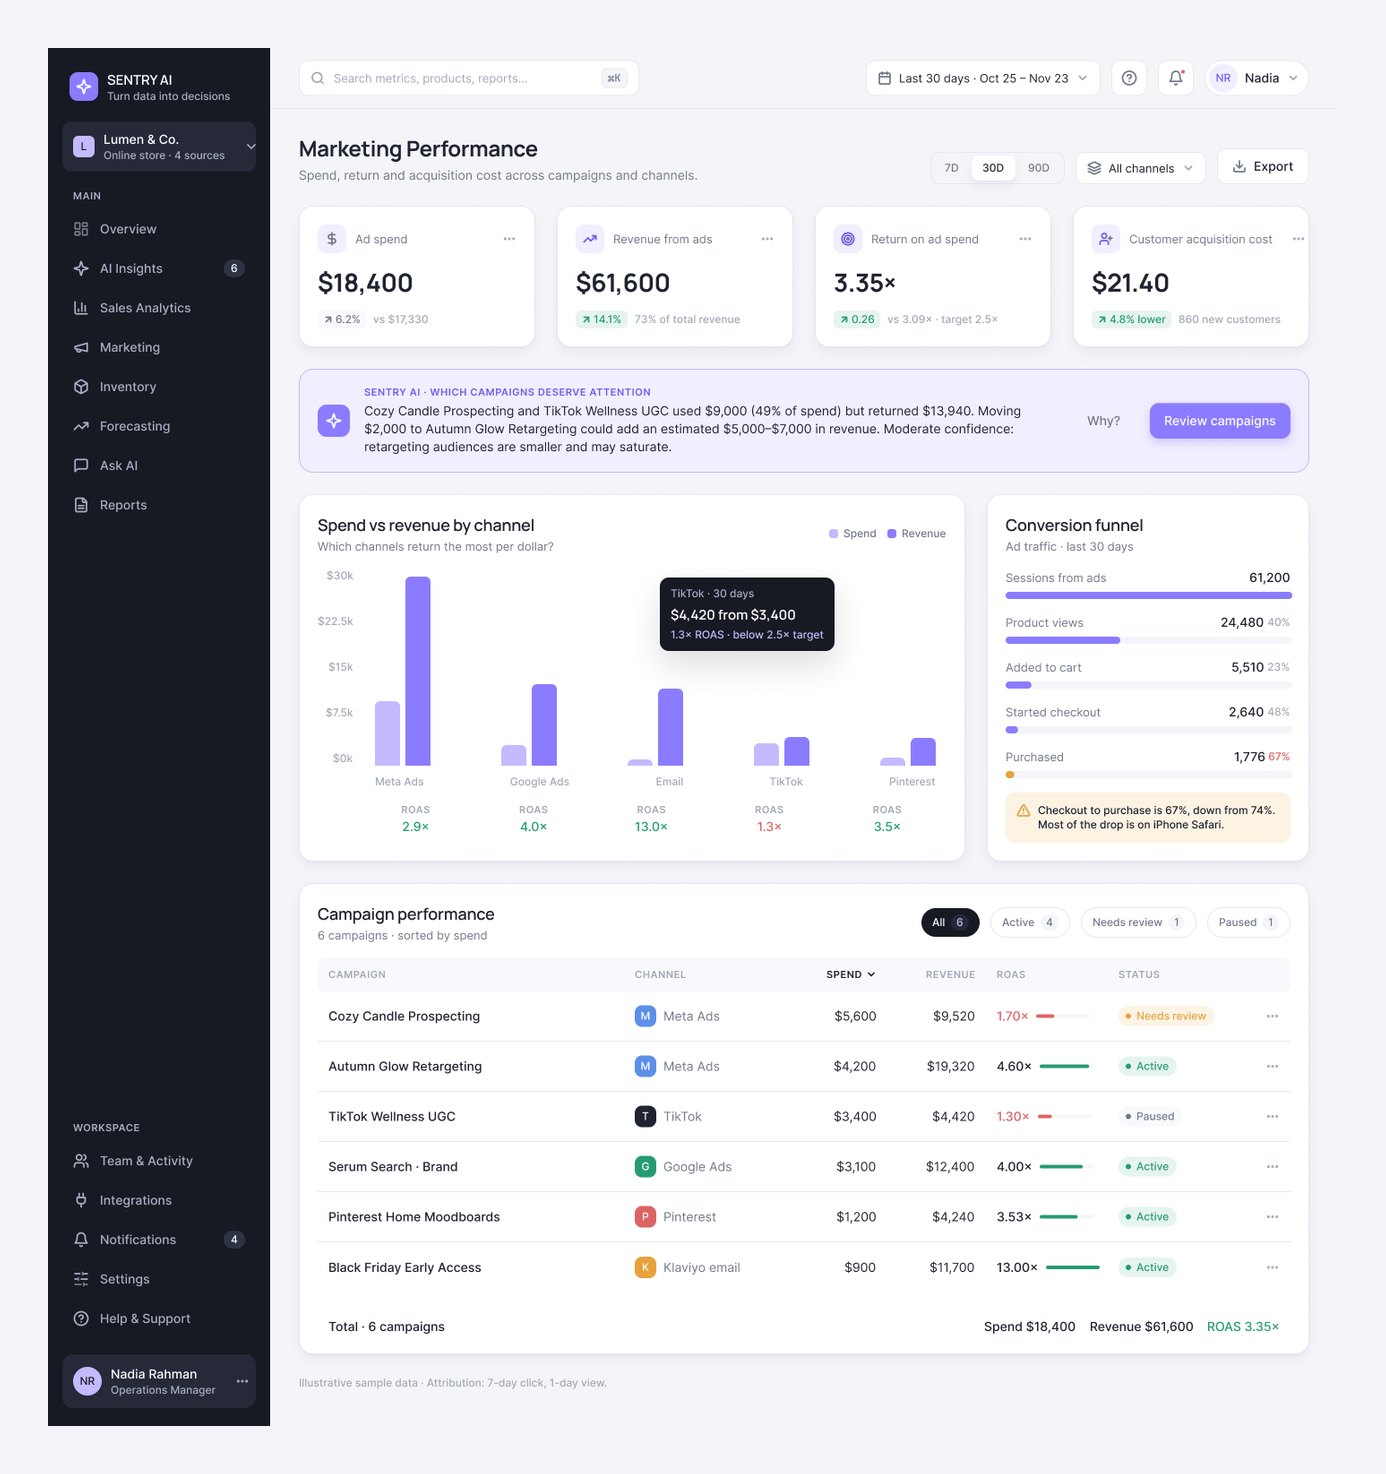 SENTRY AI
Turn data into decisions
L
Lumen & Co.
Online store · 4 sources
MAIN
Overview
AI Insights 6
Sales Analytics
Marketing
Inventory
Forecasting
Ask AI
Reports
WORKSPACE
Team & Activity
Integrations
Notifications 4
Settings
Help & Support
NR
Nadia Rahman
Operations Manager
Search metrics, products, reports... ⌘K
Last 30 days · Oct 25 – Nov 23
NR Nadia
Marketing Performance
Spend, return and acquisition cost across campaigns and channels.
7D 30D 90D
All channels
Export
Ad spend
$18,400
6.2% vs $17,330
Revenue from ads
$61,600
14.1% 73% of total revenue
Return on ad spend
3.35×
0.26 vs 3.09× · target 2.5×
Customer acquisition cost
$21.40
4.8% lower 860 new customers
SENTRY AI · WHICH CAMPAIGNS DESERVE ATTENTION
Cozy Candle Prospecting and TikTok Wellness UGC used $9,000 (49% of spend) but returned $13,940. Moving
$2,000 to Autumn Glow Retargeting could add an estimated $5,000–$7,000 in revenue. Moderate confidence:
retargeting audiences are smaller and may saturate.
Why?
Review campaigns
Spend vs revenue by channel
Which channels return the most per dollar?
Spend Revenue
$30k
$22.5k
$15k
$7.5k
$0k
TikTok · 30 days
$4,420 from $3,400
1.3× ROAS · below 2.5× target
Meta Ads Google Ads Email TikTok Pinterest
ROAS ROAS ROAS ROAS ROAS
2.9× 4.0× 13.0× 1.3× 3.5×
Conversion funnel
Ad traffic · last 30 days
Sessions from ads 61,200
Product views 24,480 40%
Added to cart 5,510 23%
Started checkout 2,640 48%
Purchased 1,776 67%
Checkout to purchase is 67%, down from 74%.
Most of the drop is on iPhone Safari.
Campaign performance
6 campaigns · sorted by spend
All 6 Active 4 Needs review 1 Paused 1
CAMPAIGN CHANNEL SPEND REVENUE ROAS STATUS
Cozy Candle Prospecting M Meta Ads $5,600 $9,520 1.70× Needs review
Autumn Glow Retargeting M Meta Ads $4,200 $19,320 4.60× Active
TikTok Wellness UGC T TikTok $3,400 $4,420 1.30× Paused
Serum Search · Brand G Google Ads $3,100 $12,400 4.00× Active
Pinterest Home Moodboards P Pinterest $1,200 $4,240 3.53× Active
Black Friday Early Access K Klaviyo email $900 $11,700 13.00× Active
Total · 6 campaigns Spend $18,400 Revenue $61,600 ROAS 3.35×
Illustrative sample data · Attribution: 7-day click, 1-day view.